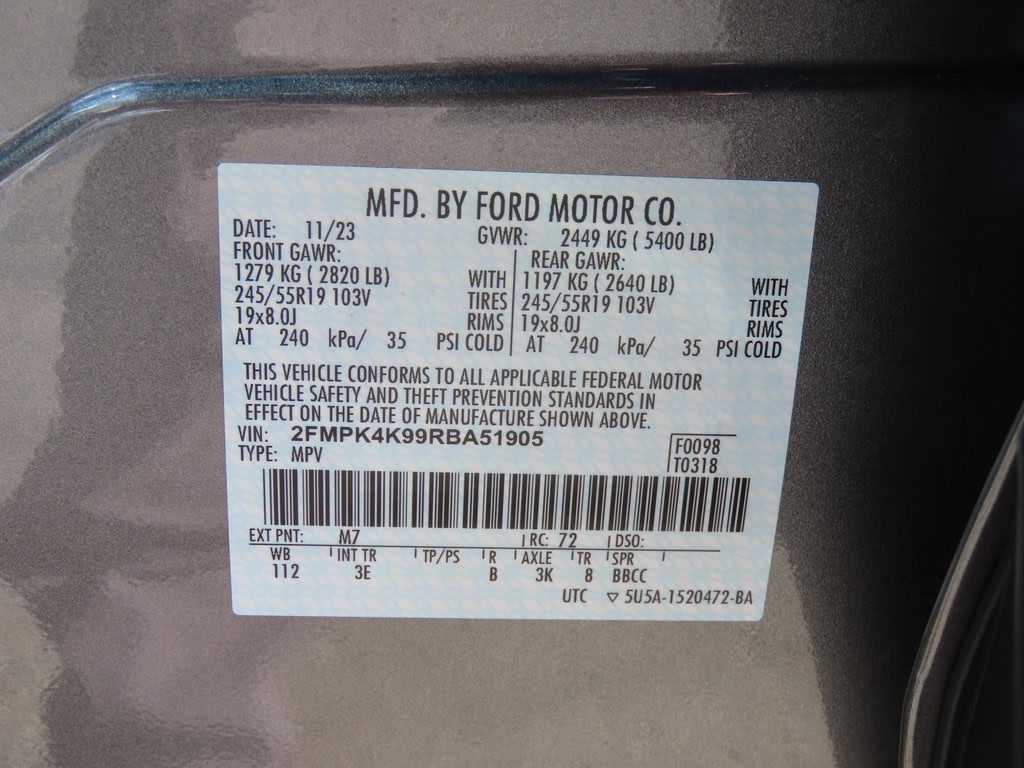 MFD. BY FORD MOTOR CO.
DATE: 11/23 GVWR: 2449 KG ( 5400 LB)
FRONT GAWR: REAR GAWR:
1279 KG ( 2820 LB) WITH 1197 KG ( 2640 LB) WITH
245/55R19 103V TIRES 245/55R19 103V TIRES
19x8.0J RIMS 19x8.0J RIMS
AT 240 kPa/ 35 PSI COLD AT 240 kPa/ 35 PSI COLD
THIS VEHICLE CONFORMS TO ALL APPLICABLE FEDERAL MOTOR
VEHICLE SAFETY AND THEFT PREVENTION STANDARDS IN
EFFECT ON THE DATE OF MANUFACTURE SHOWN ABOVE.
VIN: 2FMPK4K99RBA51905 F0098
TYPE: MPV T0318
EXT PNT: M7 RC: 72 DSO:
WB INT TR TP/PS R AXLE TR SPR
112 3E B 3K 8 BBCC
UTC ▽ 5U5A-1520472-BA